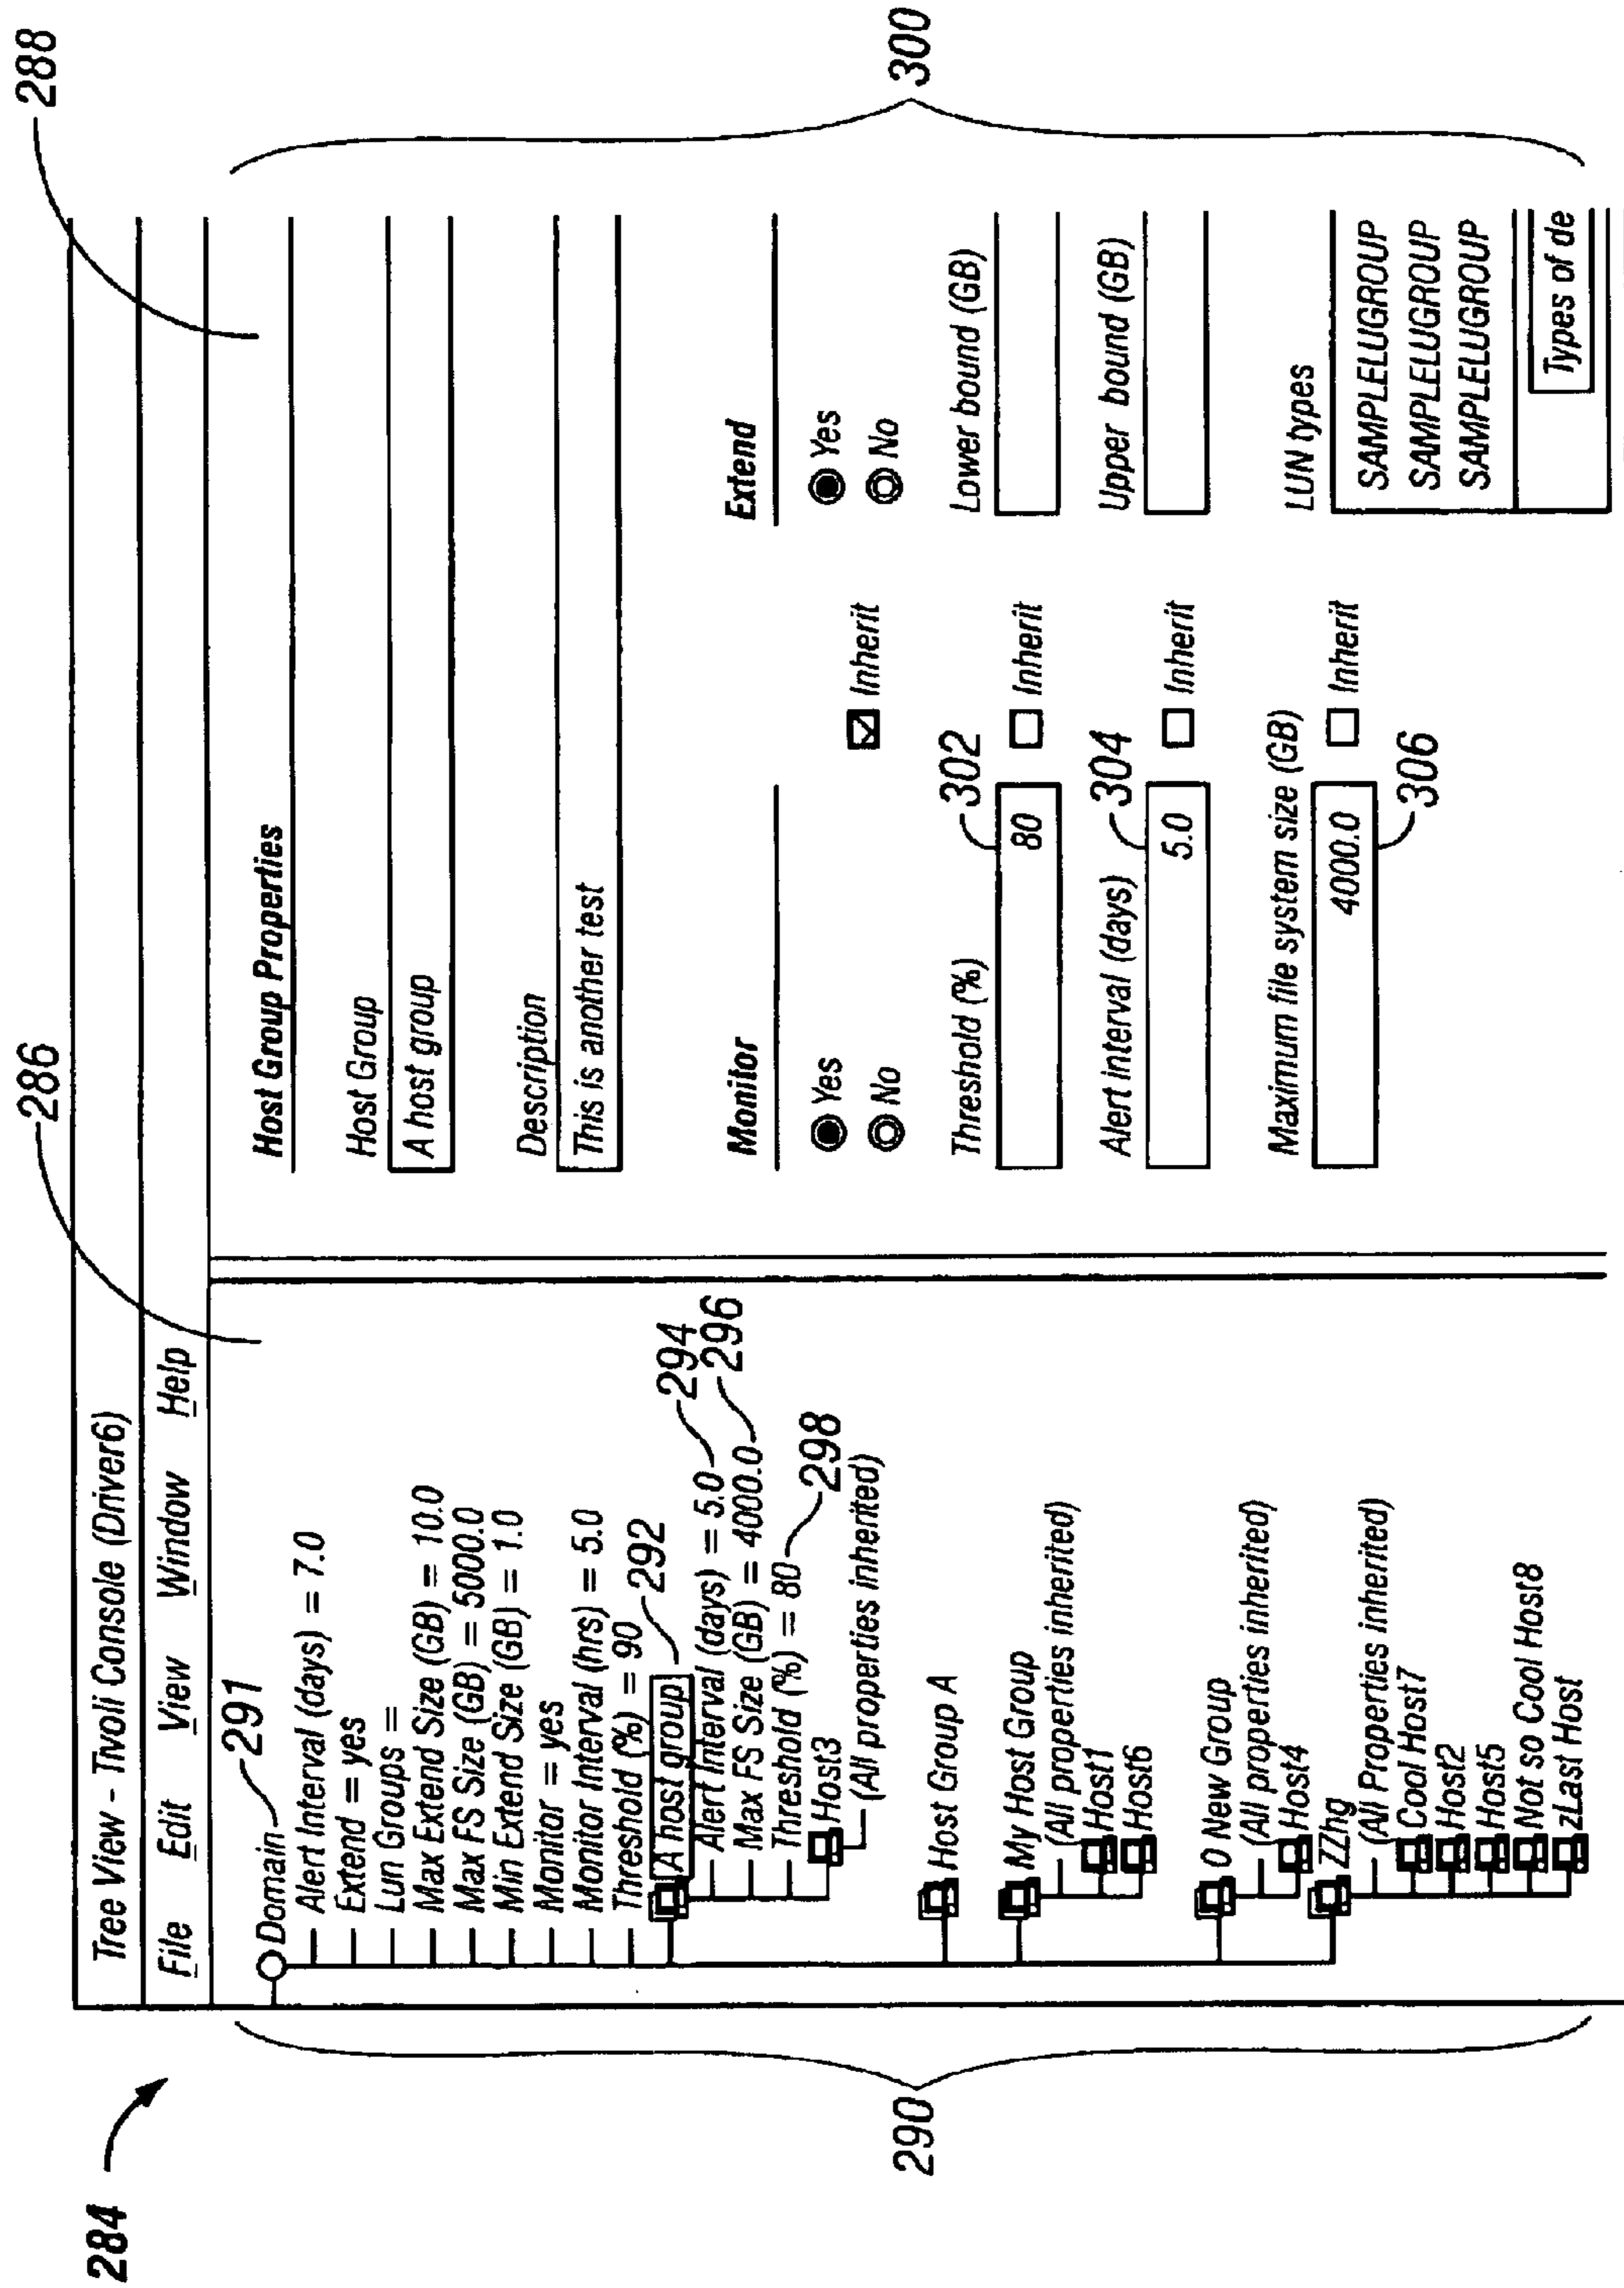 284
286
288
Tree View - Tivoli Console (Driver6)
File Edit View Window Help
290
Domain 291
Alert Interval (days) = 7.0
Extend = yes
Lun Groups =
Max Extend Size (GB) = 10.0
Max FS Size (GB) = 5000.0
Min Extend Size (GB) = 1.0
Monitor = yes
Monitor Interval (hrs) = 5.0
Threshold (%) = 90
A host group 292
Alert Interval (days) = 5.0 294
Max FS Size (GB) = 4000.0 296
Threshold (%) = 80 298
Host3
(All properties inherited)
Host Group A
My Host Group
(All properties inherited)
Host1
Host6
O New Group
(All properties inherited)
Host4
ZZhg
(All Properties inherited)
Cool Host7
Host2
Host5
Not so Cool Host8
zLast Host
Host Group Properties
Host Group
A host group
Description
This is another test
Monitor
Yes
No
Inherit
Threshold (%)
302
80
Inherit
Alert interval (days)
304
5.0
Inherit
Maximum file system size (GB)
4000.0
Inherit
306
Extend
Yes
No
Lower bound (GB)
Upper bound (GB)
LUN types
SAMPLELUGROUP
SAMPLELUGROUP
SAMPLELUGROUP
Types of de
300